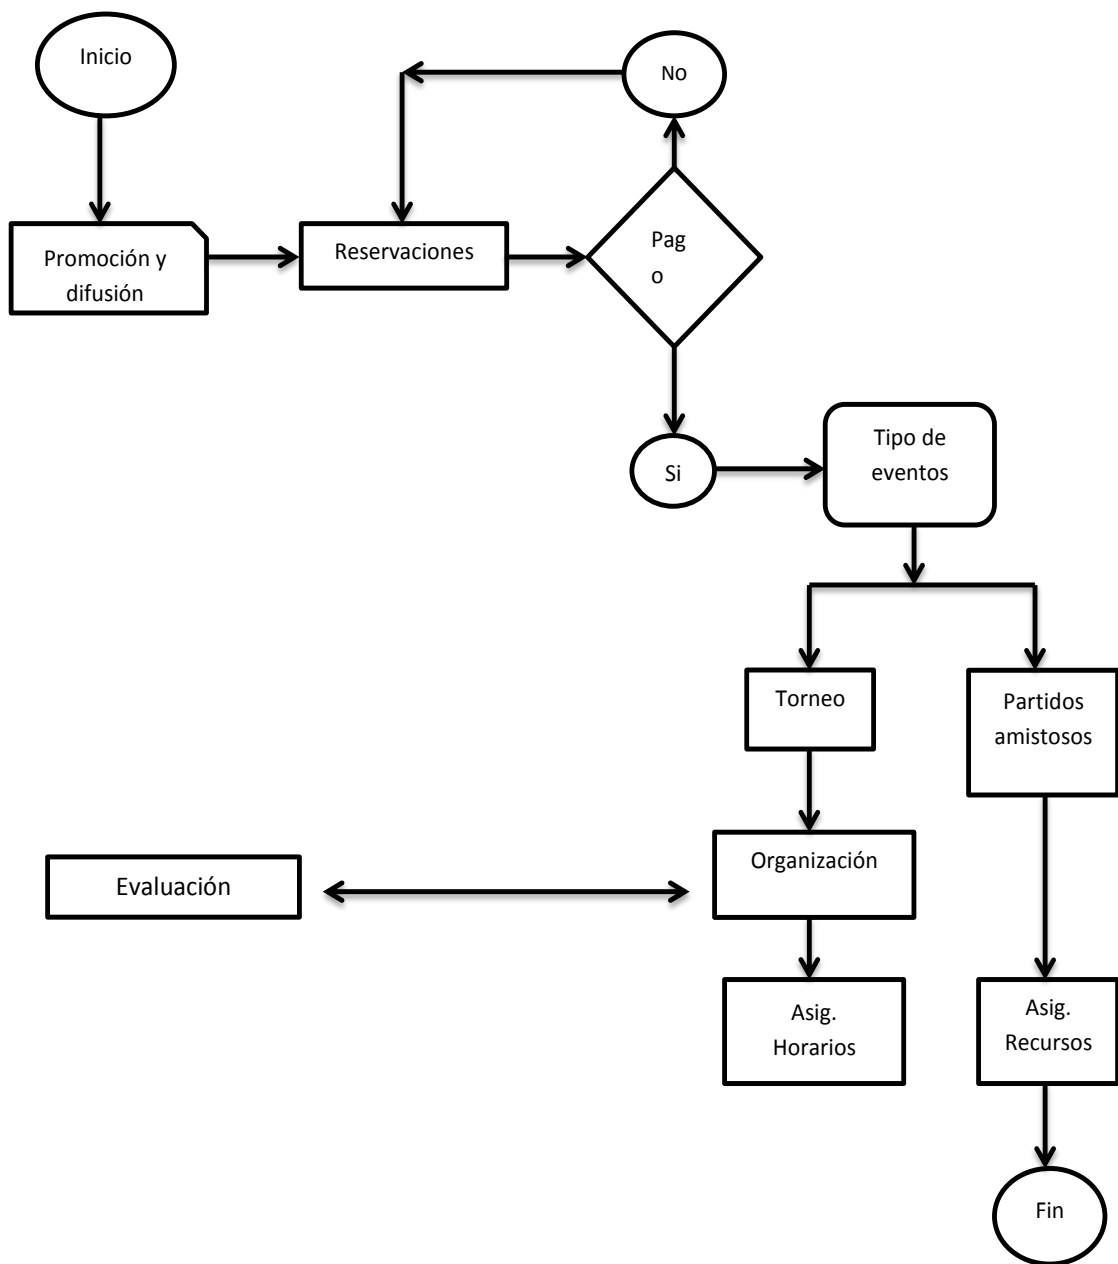 Inicio
No
Promoción y
difusión
Reservaciones
Pag
o
Si
Tipo de
eventos
Torneo
Partidos
amistosos
Organización
Evaluación
Asig.
Horarios
Asig.
Recursos
Fin